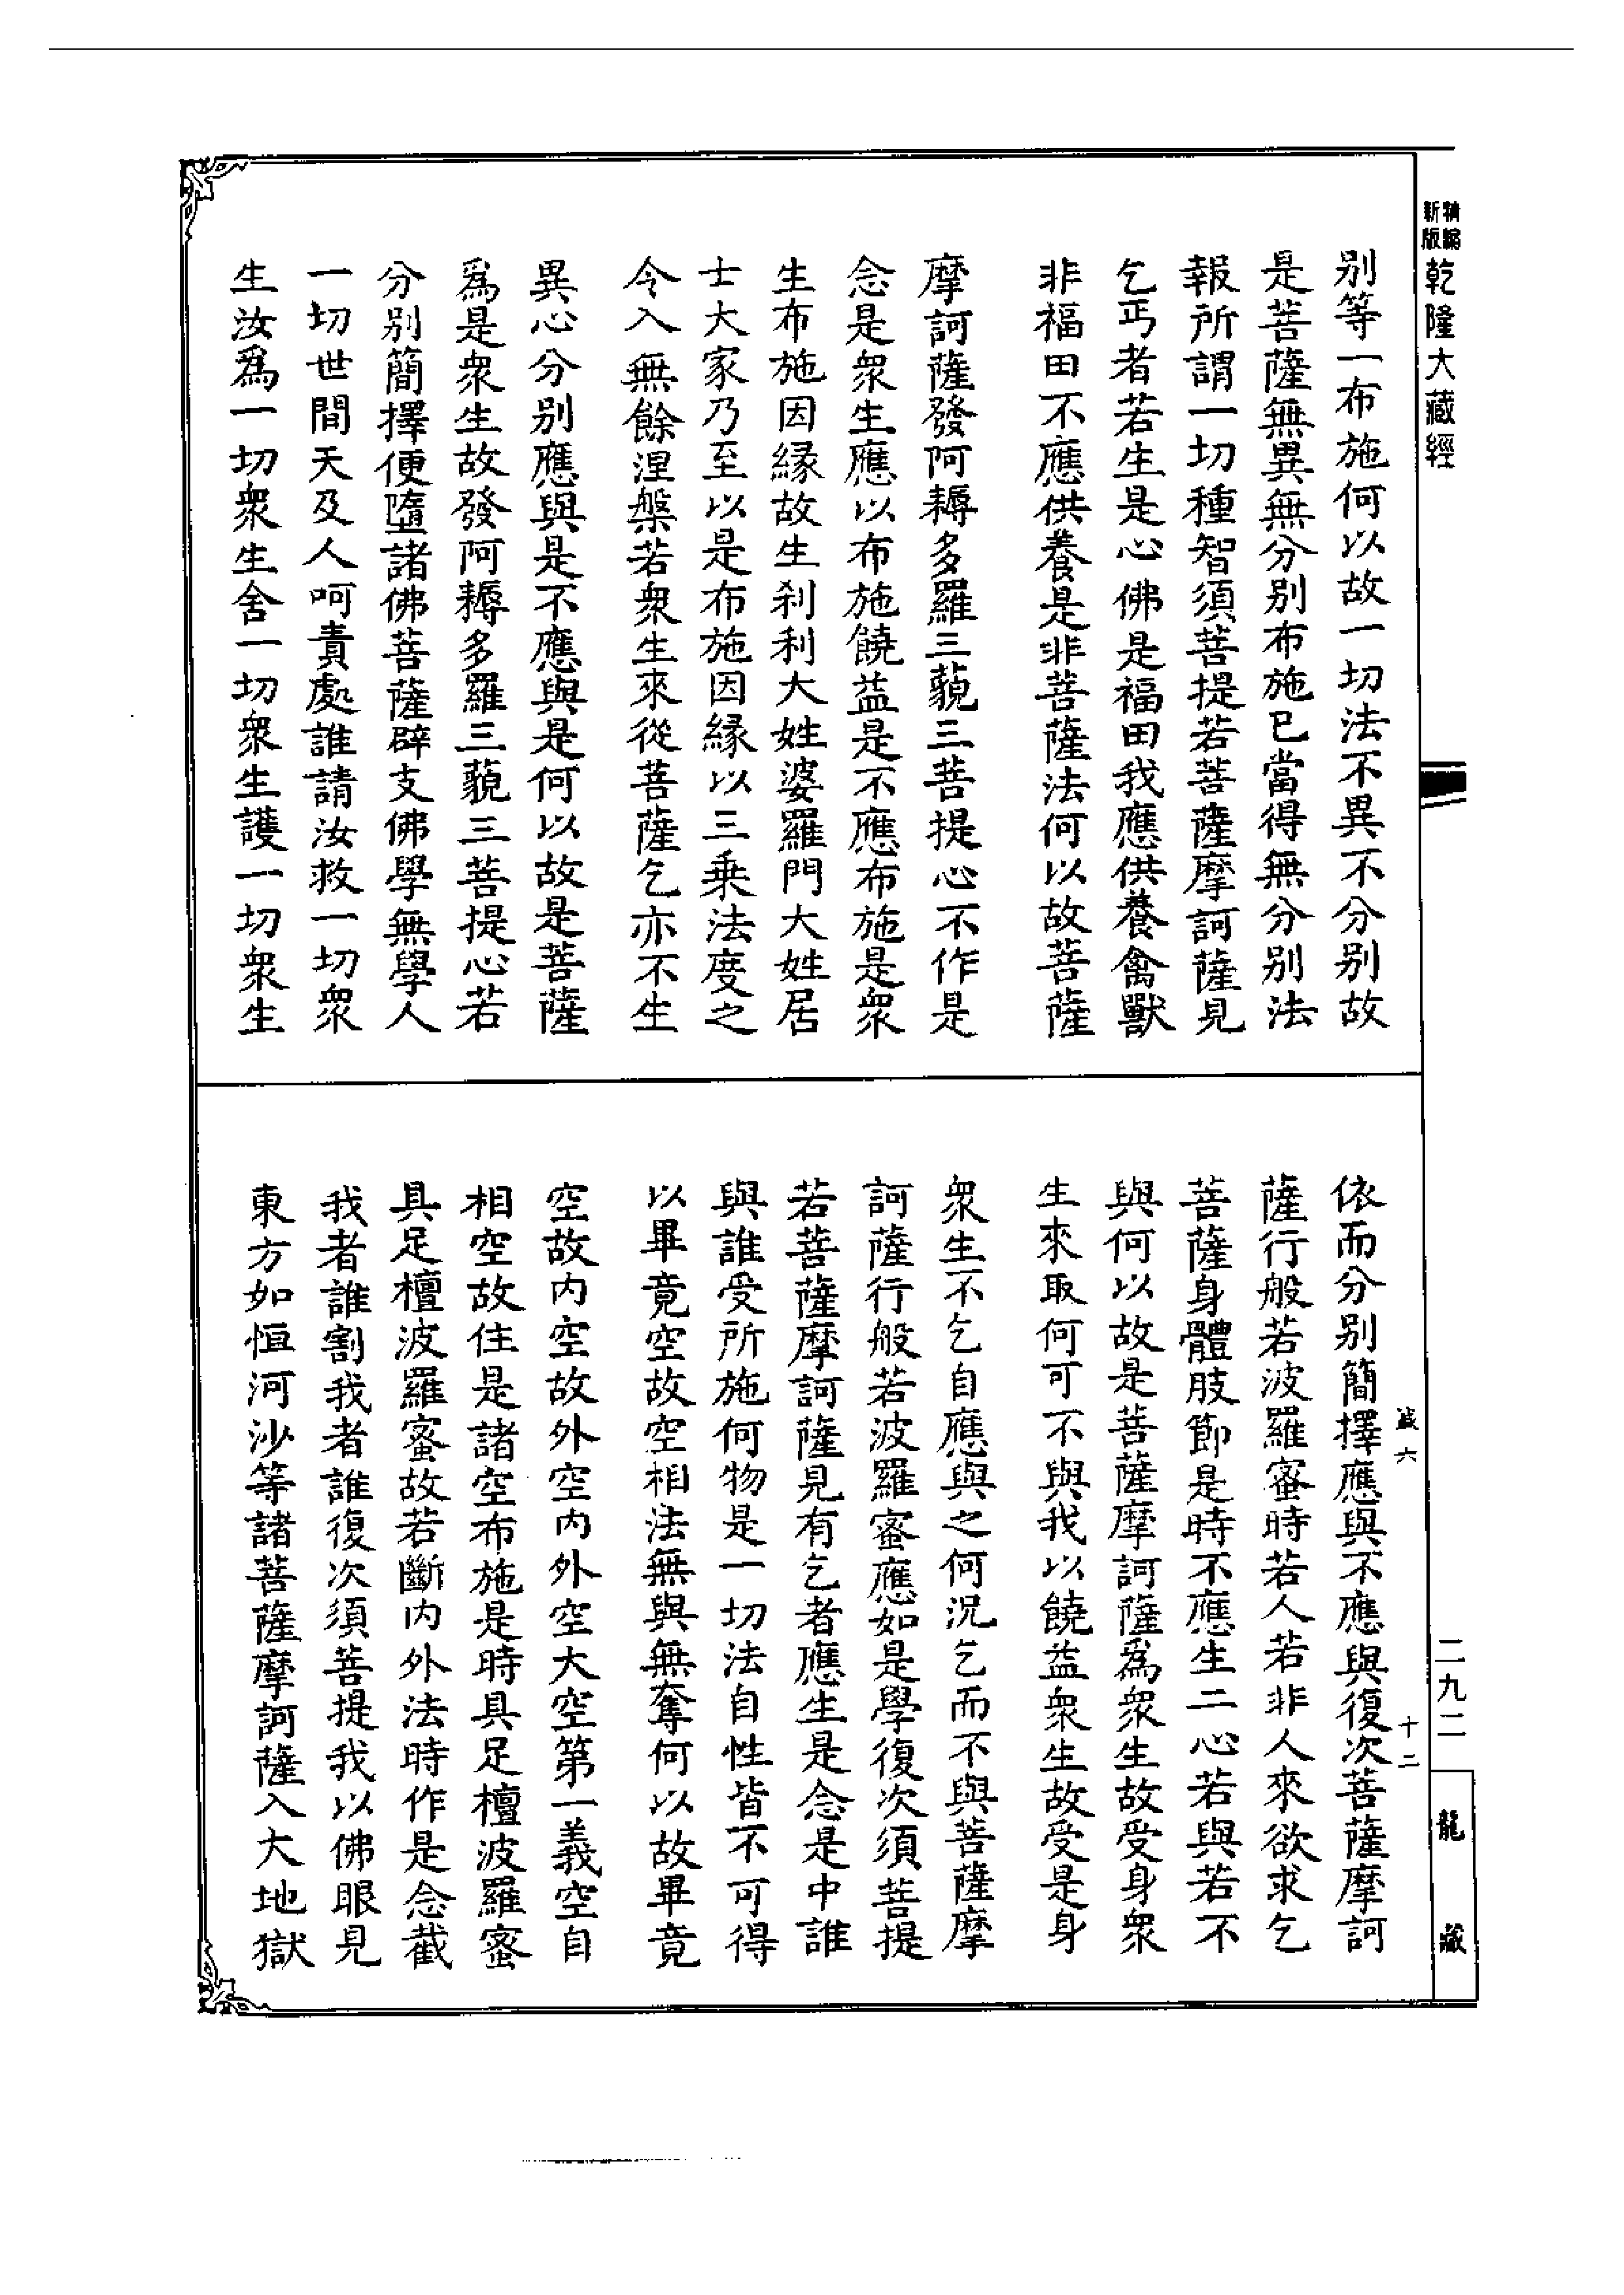 精編
新版
乾隆大藏經
别等一布施何以故一切法不異不分别故
是菩薩無異無分别布施已當得無分别法
報所謂一切種智須菩提若菩薩摩訶薩見
乞丐者若生是心佛是福田我應供養禽獸
非福田不應供養是非菩薩法何以故菩薩
摩訶薩發阿耨多羅三藐三菩提心不作是
念是衆生應以布施饒益是不應布施是衆
生布施因緣故生刹利大姓婆羅門大姓居
士大家乃至以是布施因緣以三乗法度之
令入無餘涅槃若衆生來從菩薩乞亦不生
異心分别應與是不應與是何以故是菩薩
爲是衆生故發阿耨多羅三藐三菩提心若
分别簡擇便墮諸佛菩薩辟支佛學無學人
一切世間天及人呵責處誰請汝救一切衆
生汝爲一切衆生舍一切衆生護一切衆生
藏六
十二
依而分别簡擇應與不應與復次菩薩摩訶
薩行般若波羅蜜時若人若非人來欲求乞
菩薩身體肢節是時不應生二心若與若不
與何以故是菩薩摩訶薩爲衆生故受身衆
生來取何可不與我以饒益衆生故受是身
衆生不乞自應與之何況乞而不與菩薩摩
訶薩行般若波羅蜜應如是學復次須菩提
若菩薩摩訶薩見有乞者應生是念是中誰
與誰受所施何物是一切法自性皆不可得
以畢竟空故空相法無與無奪何以故畢竟
空故内空故外空内外空大空第一義空自
相空故住是諸空布施是時具足檀波羅蜜
具足檀波羅蜜故若斷内外法時作是念截
我者誰割我者誰復次須菩提我以佛眼見
東方如恒河沙等諸菩薩摩訶薩入大地獄
二九二
龍藏